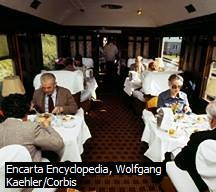 Encarta Encyclopedia, Wolfgang
Kaehler/Corbis